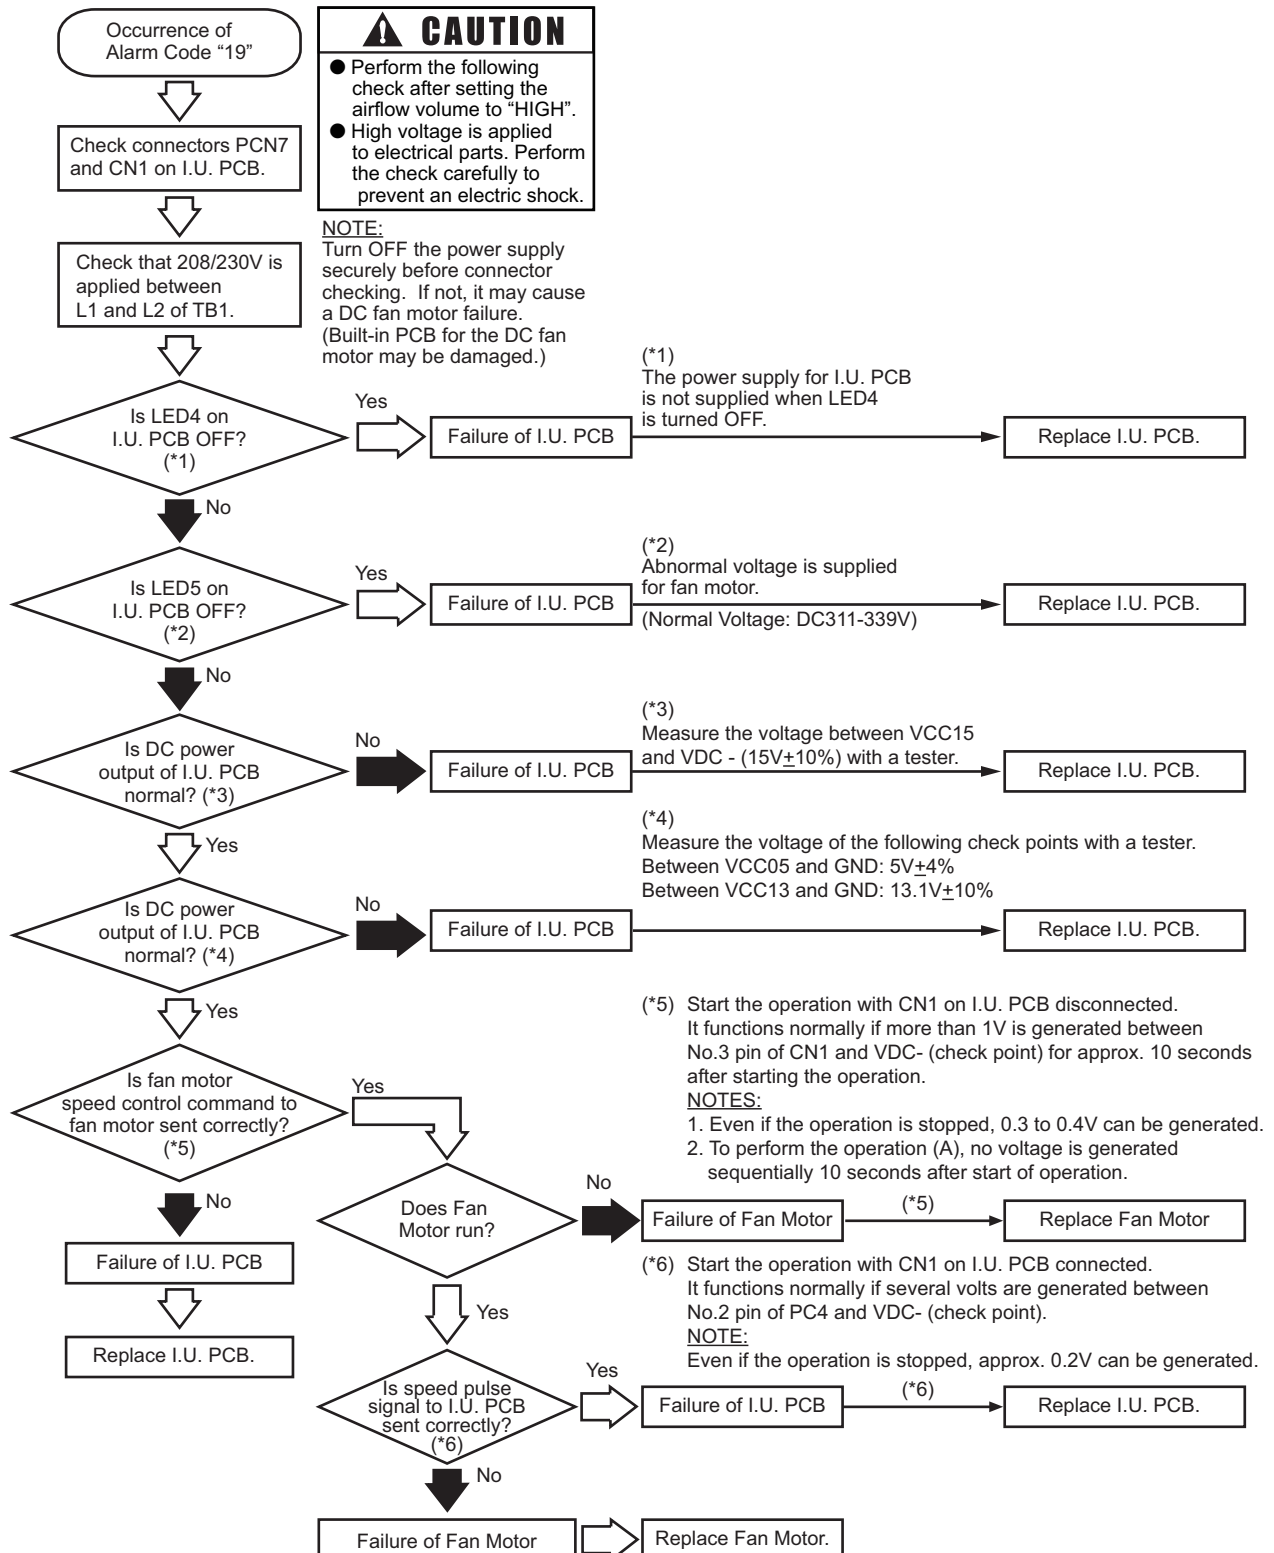 Occurrence of
Alarm Code “19”
CAUTION
● Perform the following
check after setting the
airflow volume to “HIGH”.
● High voltage is applied
to electrical parts. Perform
the check carefully to
prevent an electric shock.
Check connectors PCN7
and CN1 on I.U. PCB.
NOTE:
Turn OFF the power supply
securely before connector
checking. If not, it may cause
a DC fan motor failure.
(Built-in PCB for the DC fan
motor may be damaged.)
Check that 208/230V is
applied between
L1 and L2 of TB1.
Is LED4 on
I.U. PCB OFF?
(*1)
Yes
Failure of I.U. PCB
(*1)
The power supply for I.U. PCB
is not supplied when LED4
is turned OFF.
Replace I.U. PCB.
No
Is LED5 on
I.U. PCB OFF?
(*2)
Yes
Failure of I.U. PCB
(*2)
Abnormal voltage is supplied
for fan motor.
(Normal Voltage: DC311-339V)
Replace I.U. PCB.
No
Is DC power
output of I.U. PCB
normal? (*3)
No
Failure of I.U. PCB
(*3)
Measure the voltage between VCC15
and VDC - (15V±10%) with a tester.
Replace I.U. PCB.
Yes
Is DC power
output of I.U. PCB
normal? (*4)
No
Failure of I.U. PCB
(*4)
Measure the voltage of the following check points with a tester.
Between VCC05 and GND: 5V±4%
Between VCC13 and GND: 13.1V±10%
Replace I.U. PCB.
Yes
Is fan motor
speed control command to
fan motor sent correctly?
(*5)
Yes
(*5) Start the operation with CN1 on I.U. PCB disconnected.
It functions normally if more than 1V is generated between
No.3 pin of CN1 and VDC- (check point) for approx. 10 seconds
after starting the operation.
NOTES:
1. Even if the operation is stopped, 0.3 to 0.4V can be generated.
2. To perform the operation (A), no voltage is generated
sequentially 10 seconds after start of operation.
No
Failure of I.U. PCB
Replace I.U. PCB.
Does Fan
Motor run?
No
Failure of Fan Motor
(*5)
Replace Fan Motor
(*6) Start the operation with CN1 on I.U. PCB connected.
It functions normally if several volts are generated between
No.2 pin of PC4 and VDC- (check point).
NOTE:
Even if the operation is stopped, approx. 0.2V can be generated.
Yes
Is speed pulse
signal to I.U. PCB
sent correctly?
(*6)
Yes
Failure of I.U. PCB
(*6)
Replace I.U. PCB.
No
Failure of Fan Motor
Replace Fan Motor.